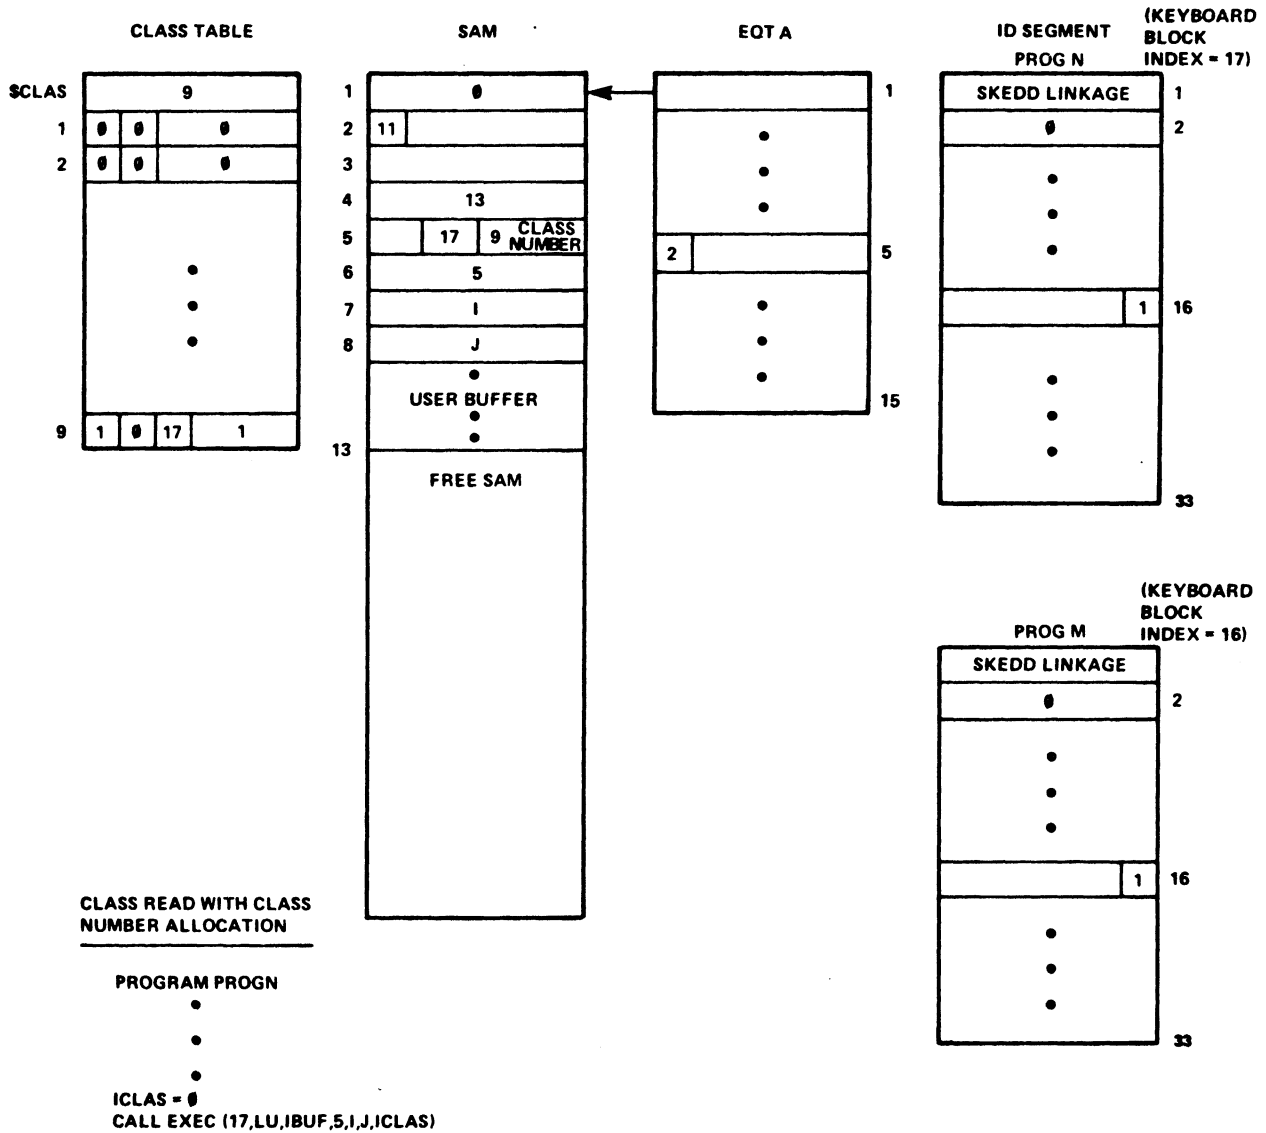 CLASS TABLE
$CLAS 9
1 Ø Ø Ø
2 Ø Ø Ø
9 1 Ø 17 1
SAM
1 Ø
2 11
3
4 13
5 17 9 CLASS NUMBER
6 5
7 I
8 J
USER BUFFER
13
FREE SAM
EQT A
1
2 5
15
ID SEGMENT
PROG N
(KEYBOARD
BLOCK
INDEX = 17)
SKEDD LINKAGE 1
Ø 2
1 16
33
(KEYBOARD
BLOCK
INDEX = 16)
PROG M
SKEDD LINKAGE
Ø 2
1 16
33
CLASS READ WITH CLASS
NUMBER ALLOCATION
PROGRAM PROGN
ICLAS = Ø
CALL EXEC (17,LU,IBUF,5,I,J,ICLAS)